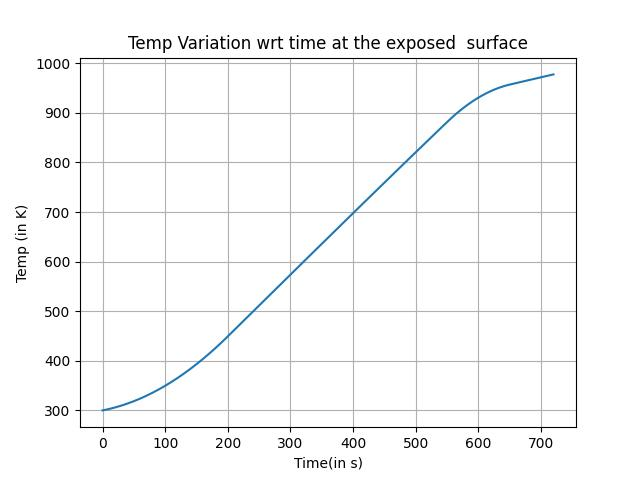 Temp Variation wrt time at the exposed  surface
1000
900
800
700
600
500
400
300
Temp (in K)
0 100 200 300 400 500 600 700
Time(in s)